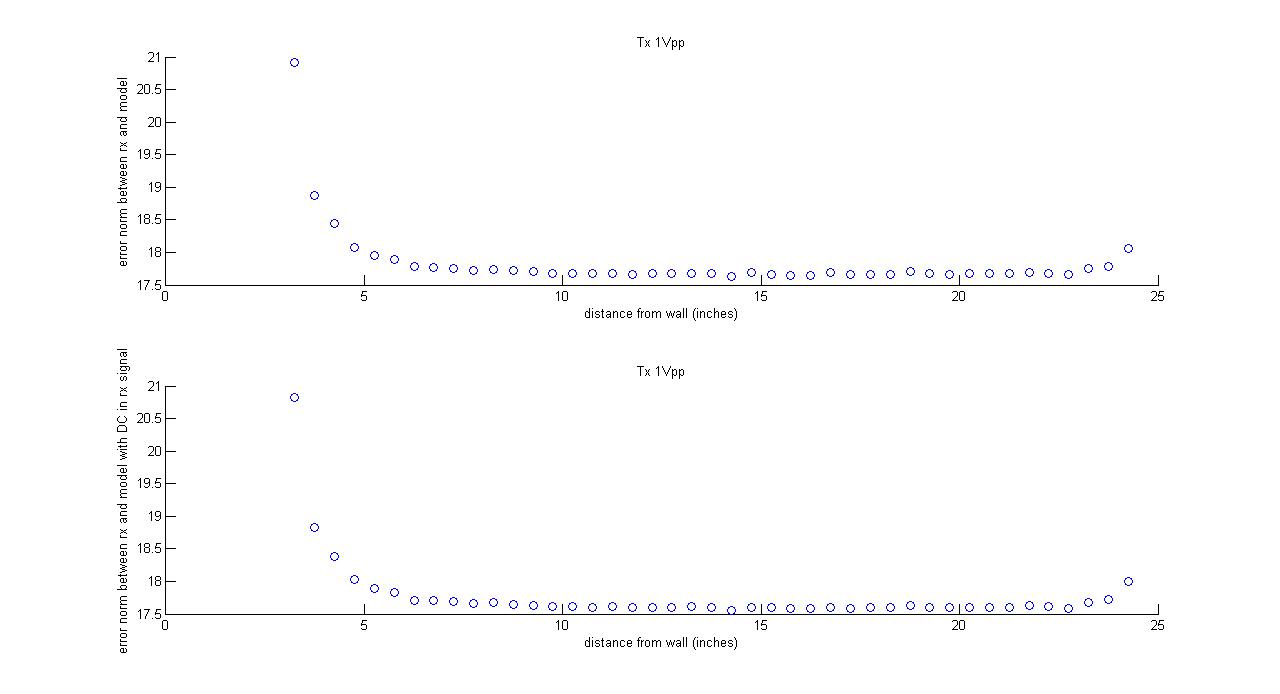 Tx 1Vpp
error norm between rx and model
21
20.5
20
19.5
19
18.5
18
17.5
0 5 10 15 20 25
distance from wall (inches)
Tx 1Vpp
error norm between rx and model with DC in rx signal
21
20.5
20
19.5
19
18.5
18
17.5
0 5 10 15 20 25
distance from wall (inches)